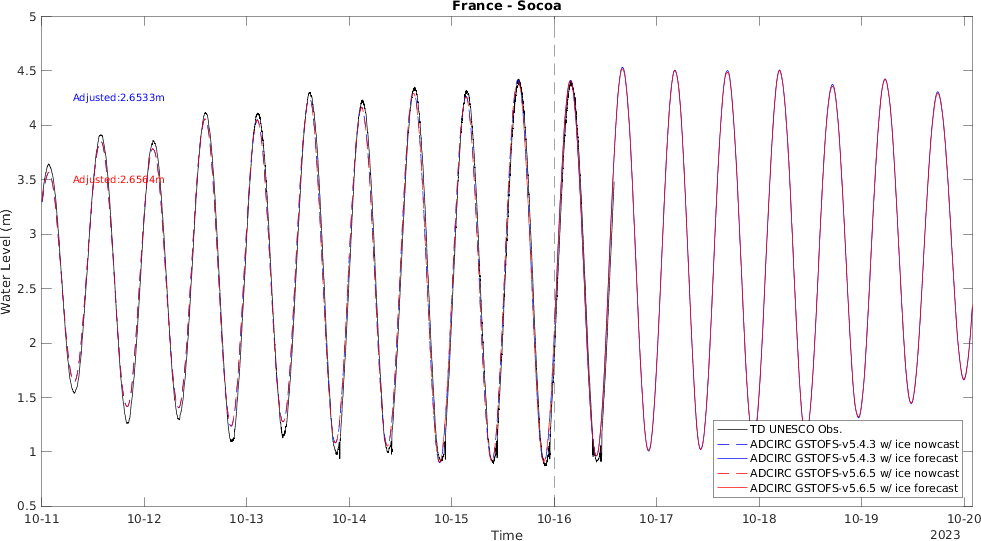 France - Socoa
5
4.5
4
3.5
3
2.5
2
1.5
1
0.5
Water Level (m)
Adjusted:2.6533m
Adjusted:2.6564m
TD UNESCO Obs.
ADCIRC GSTOFS-v5.4.3 w/ ice nowcast
ADCIRC GSTOFS-v5.4.3 w/ ice forecast
ADCIRC GSTOFS-v5.6.5 w/ ice nowcast
ADCIRC GSTOFS-v5.6.5 w/ ice forecast
10-11 10-12 10-13 10-14 10-15 10-16 10-17 10-18 10-19 10-20
Time
2023